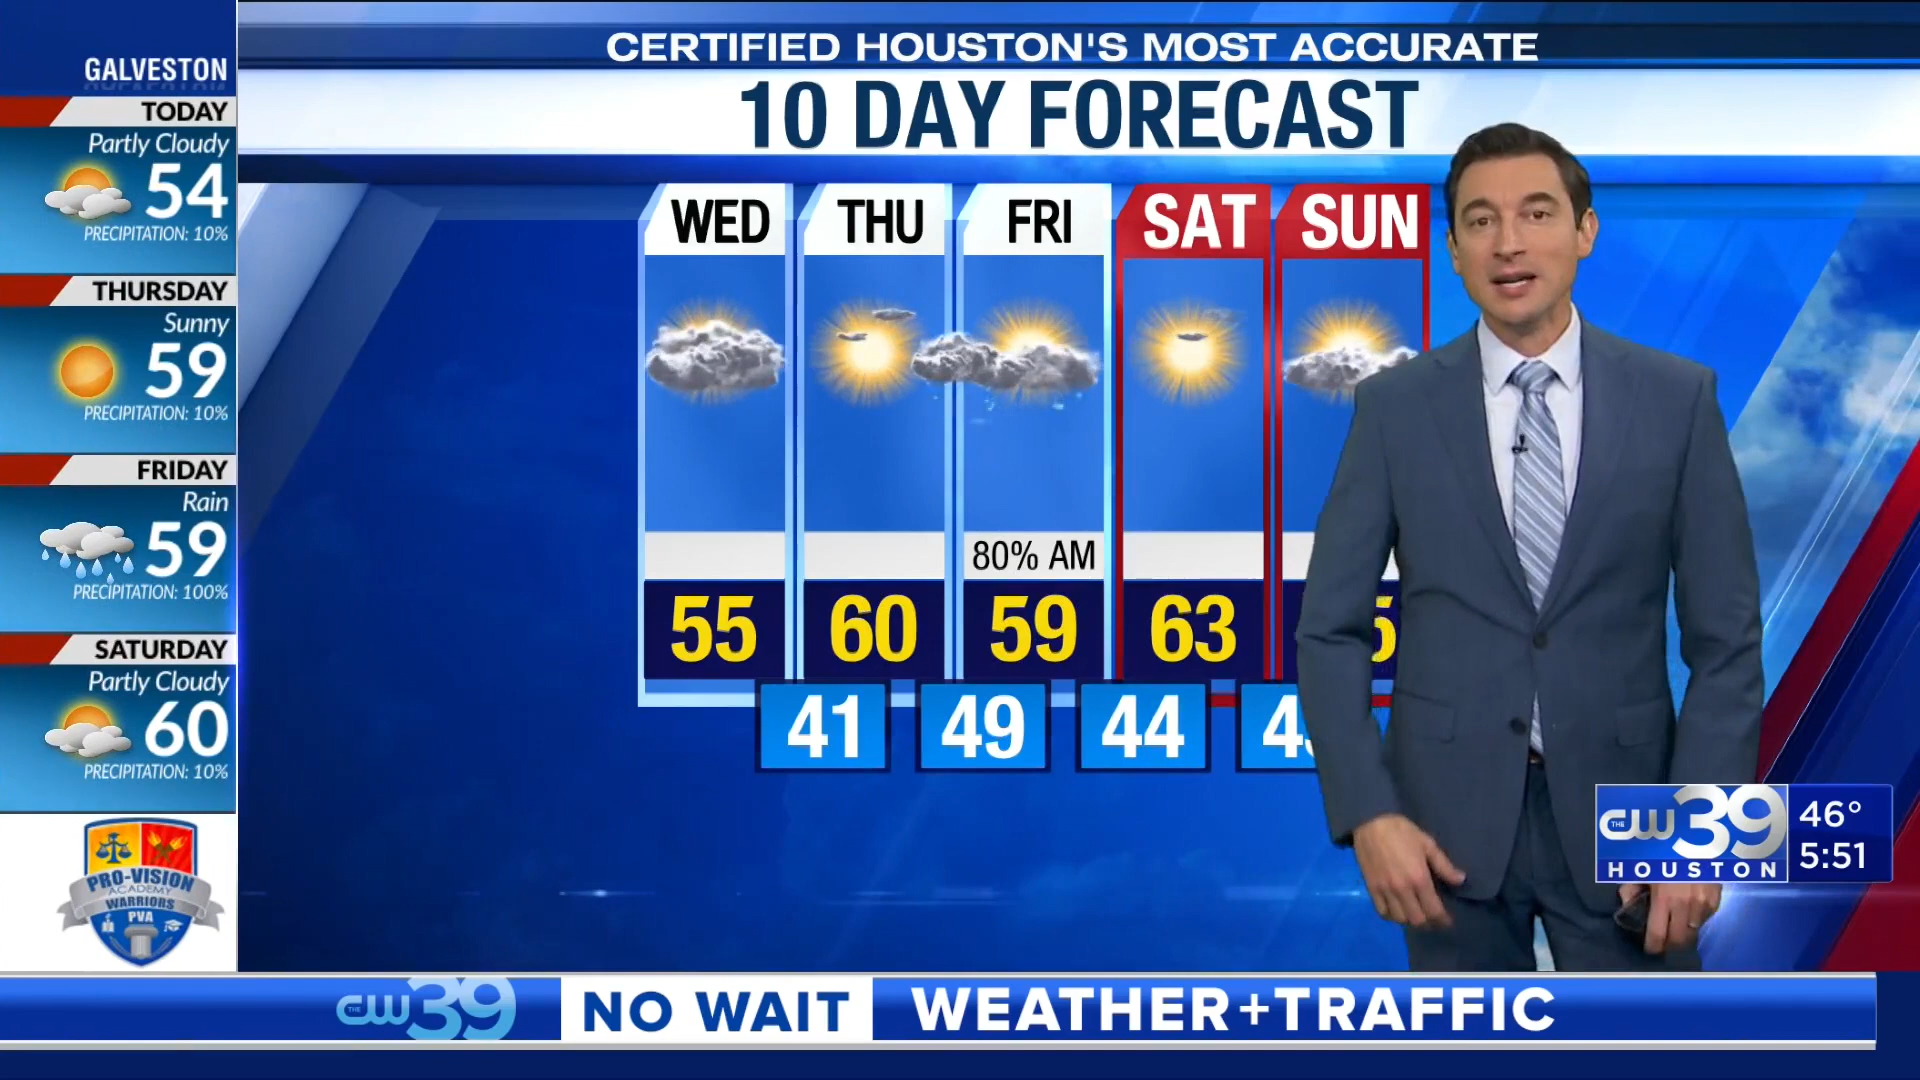 GALVESTON
TODAY
Partly Cloudy
54
PRECIPITATION: 10%
THURSDAY
Sunny
59
PRECIPITATION: 10%
FRIDAY
Rain
59
PRECIPITATION: 100%
SATURDAY
Partly Cloudy
60
PRECIPITATION: 10%
PRO-VISION
ACADEMY
WARRIORS
PVA
CERTIFIED HOUSTON'S MOST ACCURATE
10 DAY FORECAST
WED THU FRI SAT SUN
80% AM
55 60 59 63
41 49 44
THE CW39
HOUSTON
46°
5:51
THE CW39 NO WAIT WEATHER+TRAFFIC